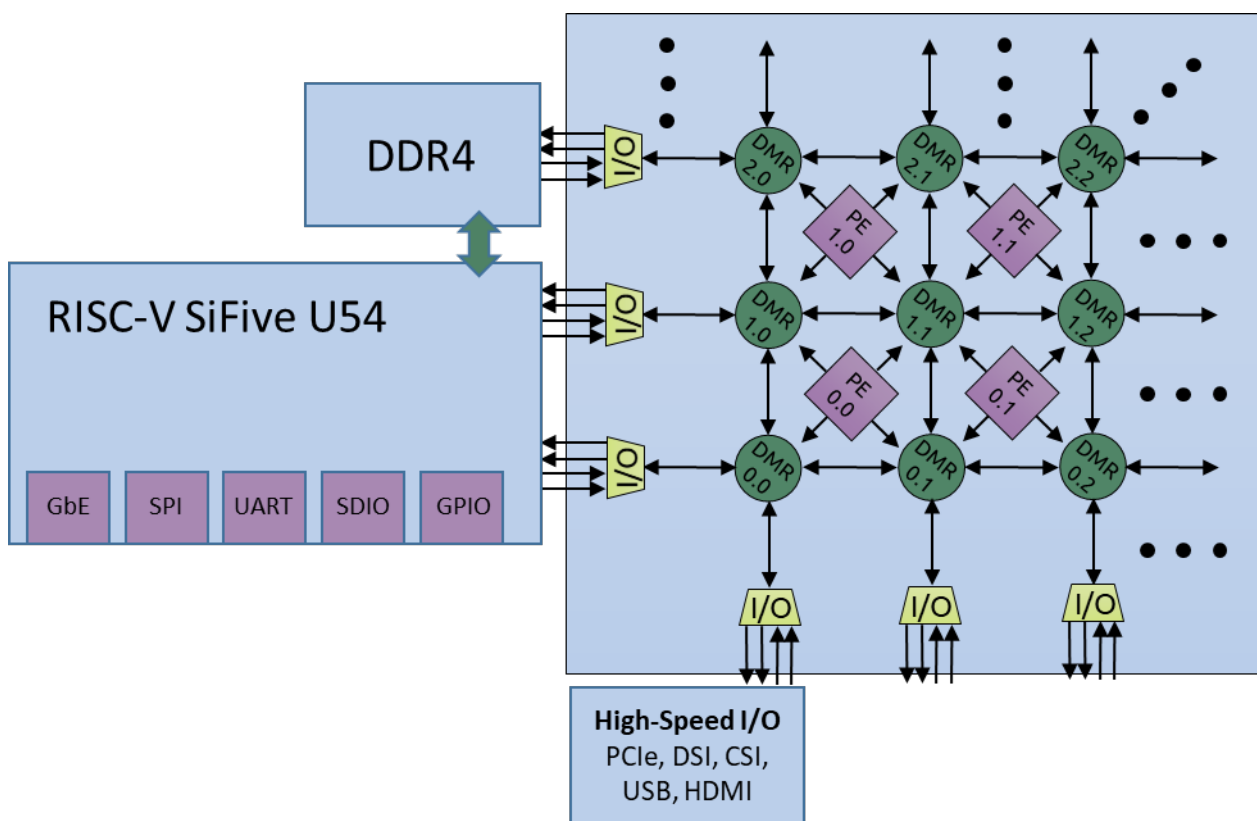 DDR4
I/O
DMR
2.0
DMR
2.1
DMR
2.2
PE
1.0
PE
1.1
RISC-V SiFive U54
I/O
DMR
1.0
DMR
1.1
DMR
1.2
PE
0.0
PE
0.1
I/O
DMR
0.0
DMR
0.1
DMR
0.2
GbE
SPI
UART
SDIO
GPIO
I/O
I/O
I/O
High-Speed I/O
PCIe, DSI, CSI,
USB, HDMI